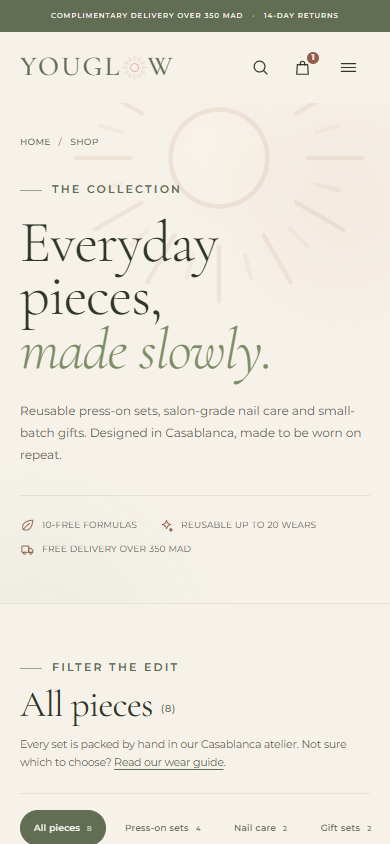 COMPLIMENTARY DELIVERY OVER 350 MAD · 14-DAY RETURNS
YOUGLOW
1
HOME / SHOP
THE COLLECTION
Everyday
pieces,
made slowly.
Reusable press-on sets, salon-grade nail care and small-
batch gifts. Designed in Casablanca, made to be worn on
repeat.
10-FREE FORMULAS REUSABLE UP TO 20 WEARS
FREE DELIVERY OVER 350 MAD
FILTER THE EDIT
All pieces (8)
Every set is packed by hand in our Casablanca atelier. Not sure
which to choose? Read our wear guide.
All pieces 8 Press-on sets 4 Nail care 2 Gift sets 2